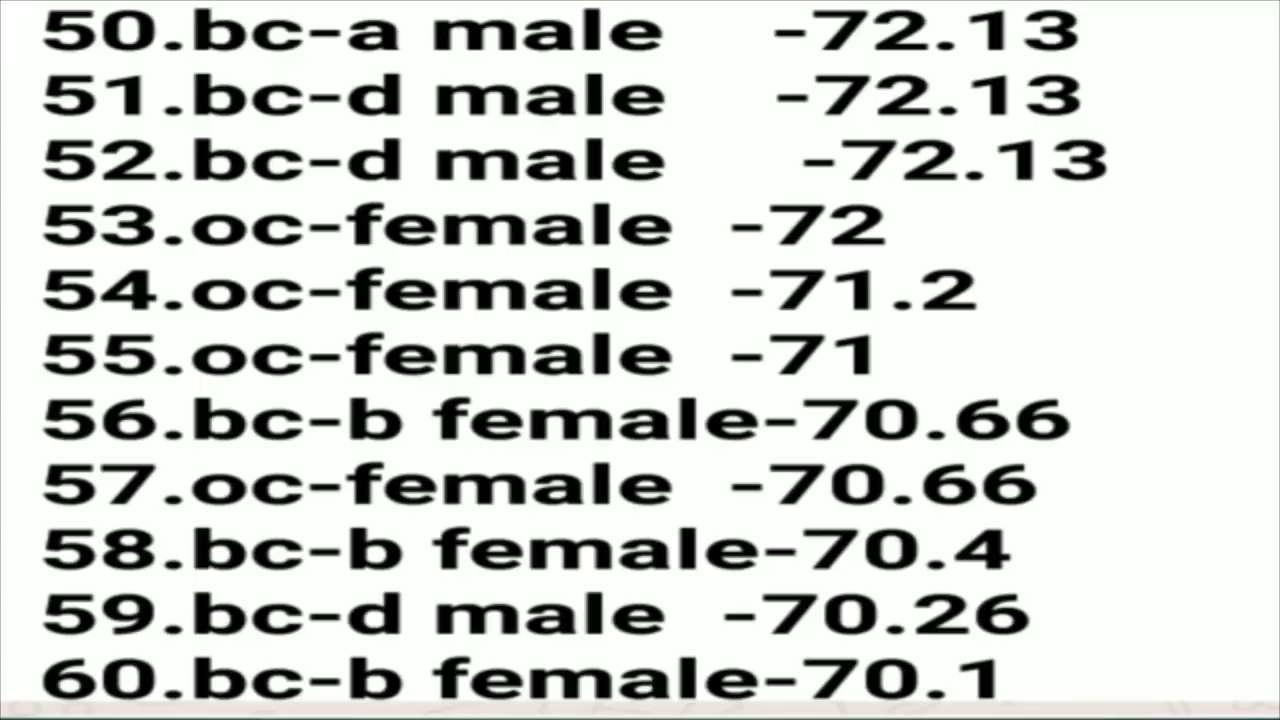 50.bc-a male -72.13
51.bc-d male -72.13
52.bc-d male -72.13
53.oc-female -72
54.oc-female -71.2
55.oc-female -71
56.bc-b female-70.66
57.oc-female -70.66
58.bc-b female-70.4
59.bc-d male -70.26
60.bc-b female-70.1